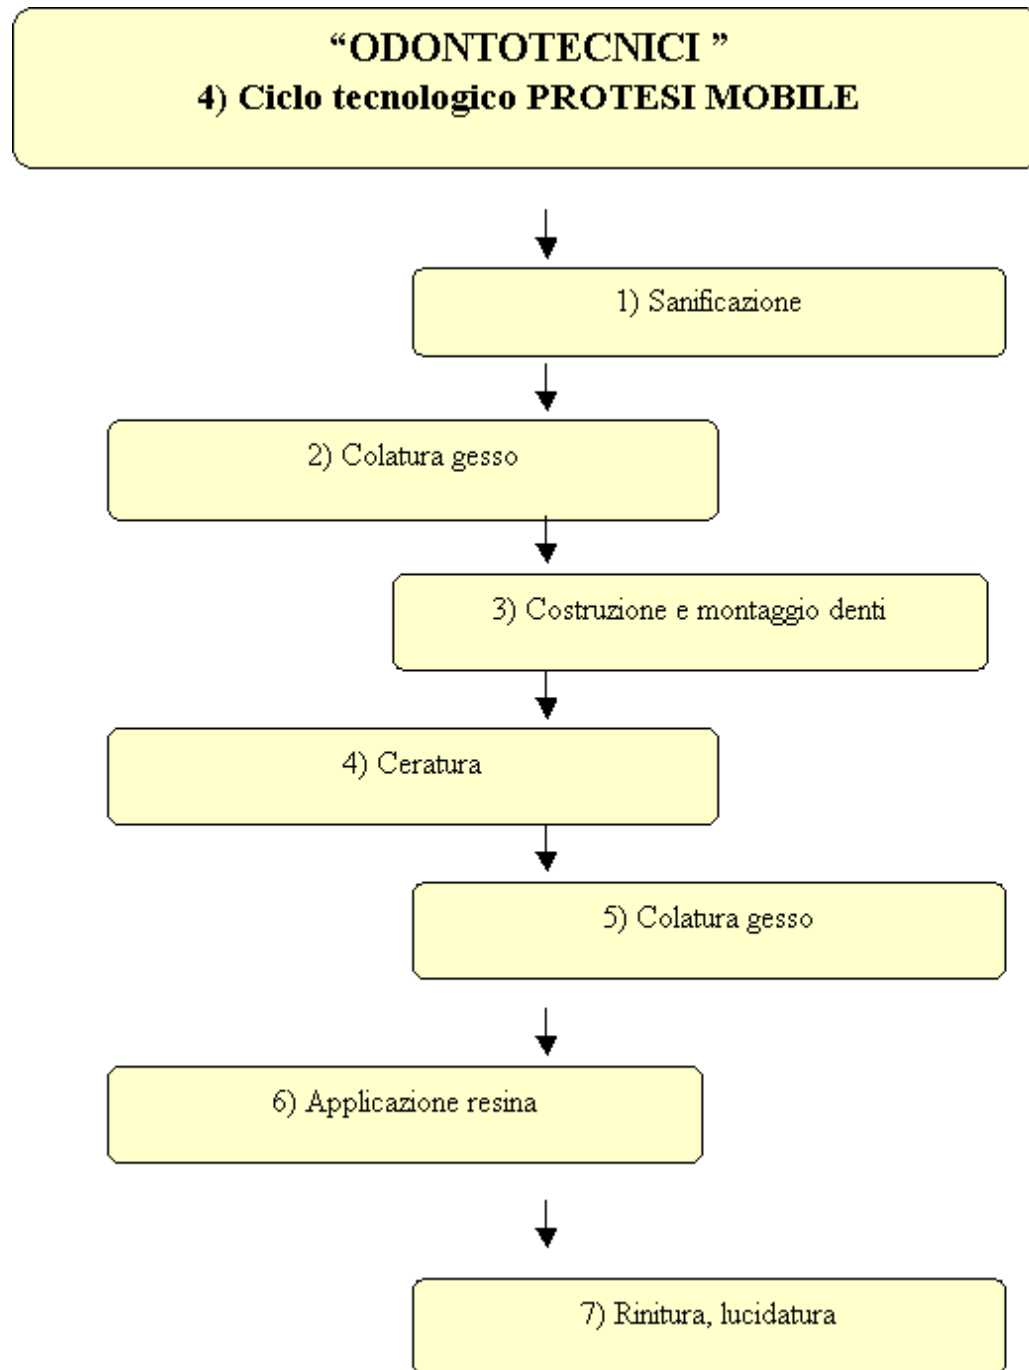 “ODONTOTECNICI ”
4) Ciclo tecnologico PROTESI MOBILE
1) Sanificazione
2) Colatura gesso
3) Costruzione e montaggio denti
4) Ceratura
5) Colatura gesso
6) Applicazione resina
7) Rinitura, lucidatura